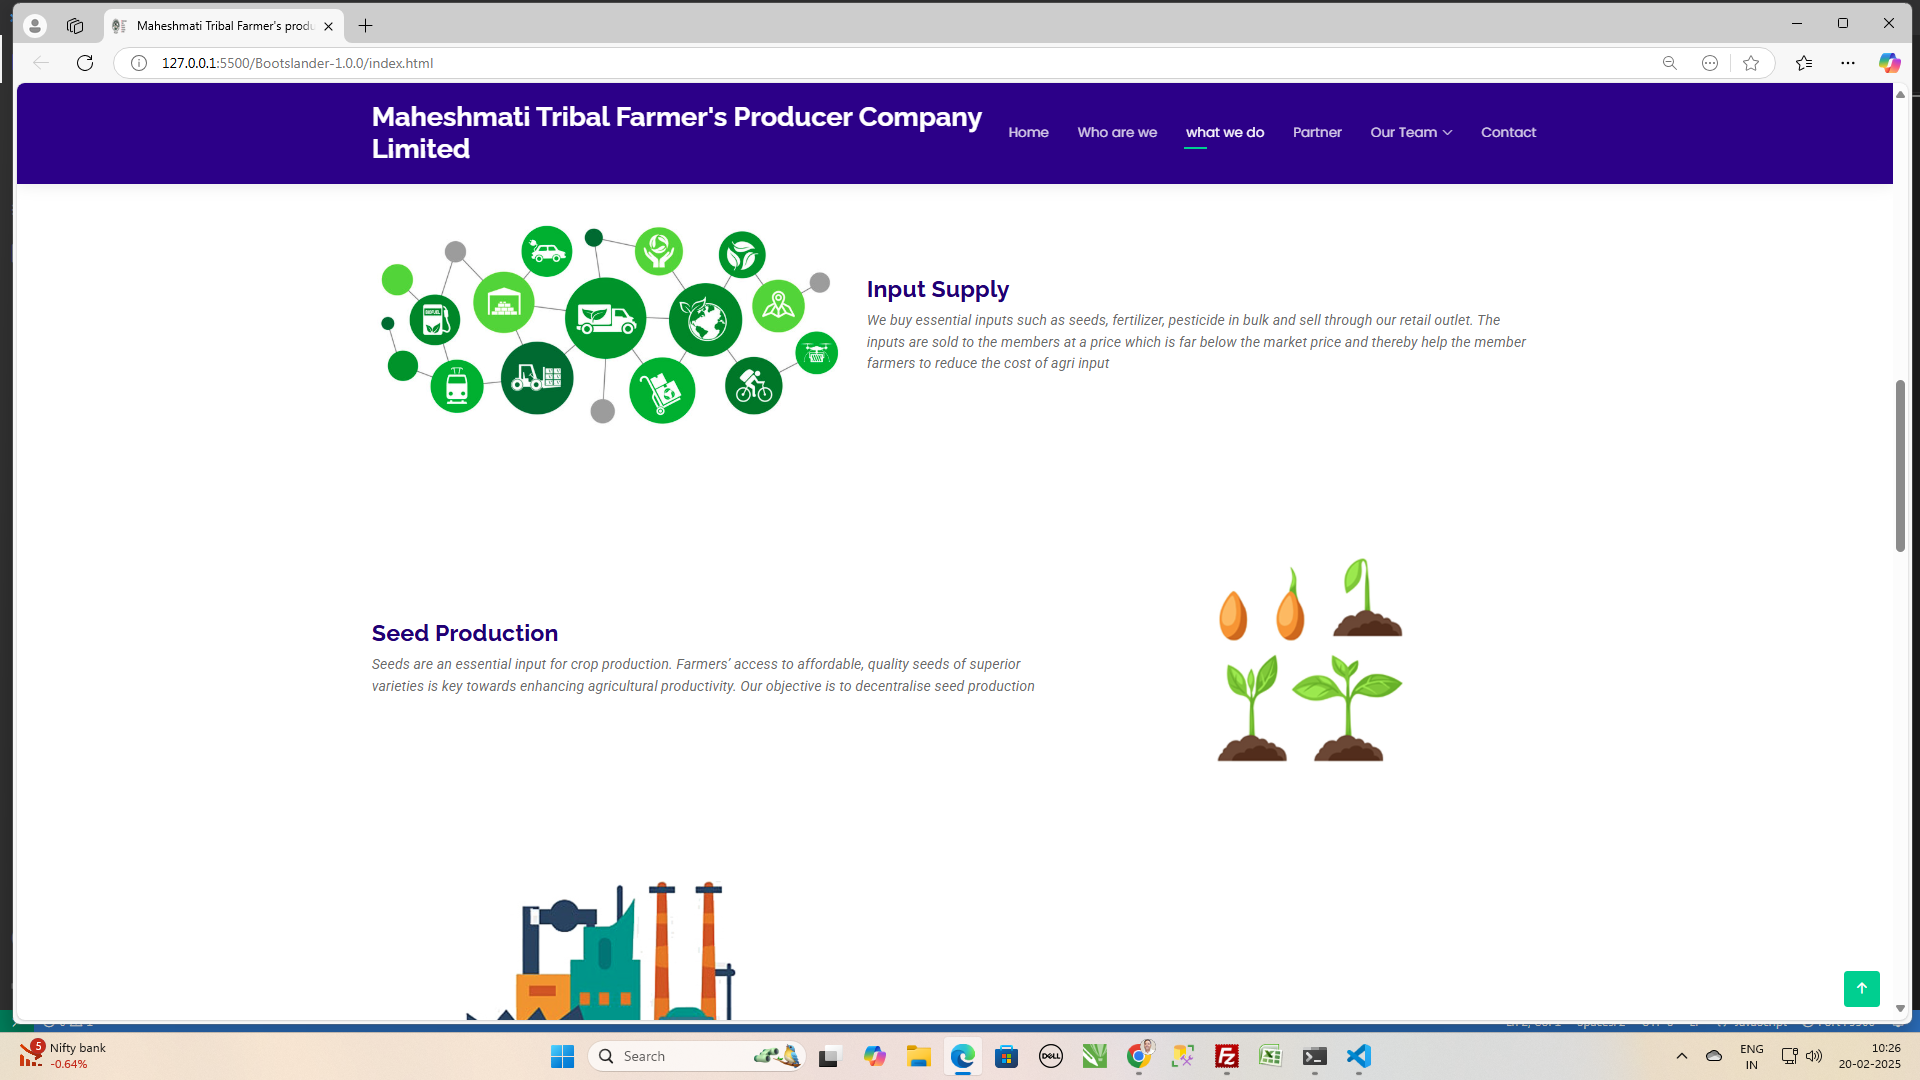 Maheshmati Tribal Farmer's produ
127.0.0.1:5500/Bootslander-1.0.0/index.html
Maheshmati Tribal Farmer's Producer Company
Limited
Home
Who are we
what we do
Partner
Our Team
Contact
BIOFUEL
Input Supply
We buy essential inputs such as seeds, fertilizer, pesticide in bulk and sell through our retail outlet. The
inputs are sold to the members at a price which is far below the market price and thereby help the member
farmers to reduce the cost of agri input
Seed Production
Seeds are an essential input for crop production. Farmers’ access to affordable, quality seeds of superior
varieties is key towards enhancing agricultural productivity. Our objective is to decentralise seed production
5
Nifty bank
-0.64%
Search
DELL
Fz
ENG
IN
10:26
20-02-2025